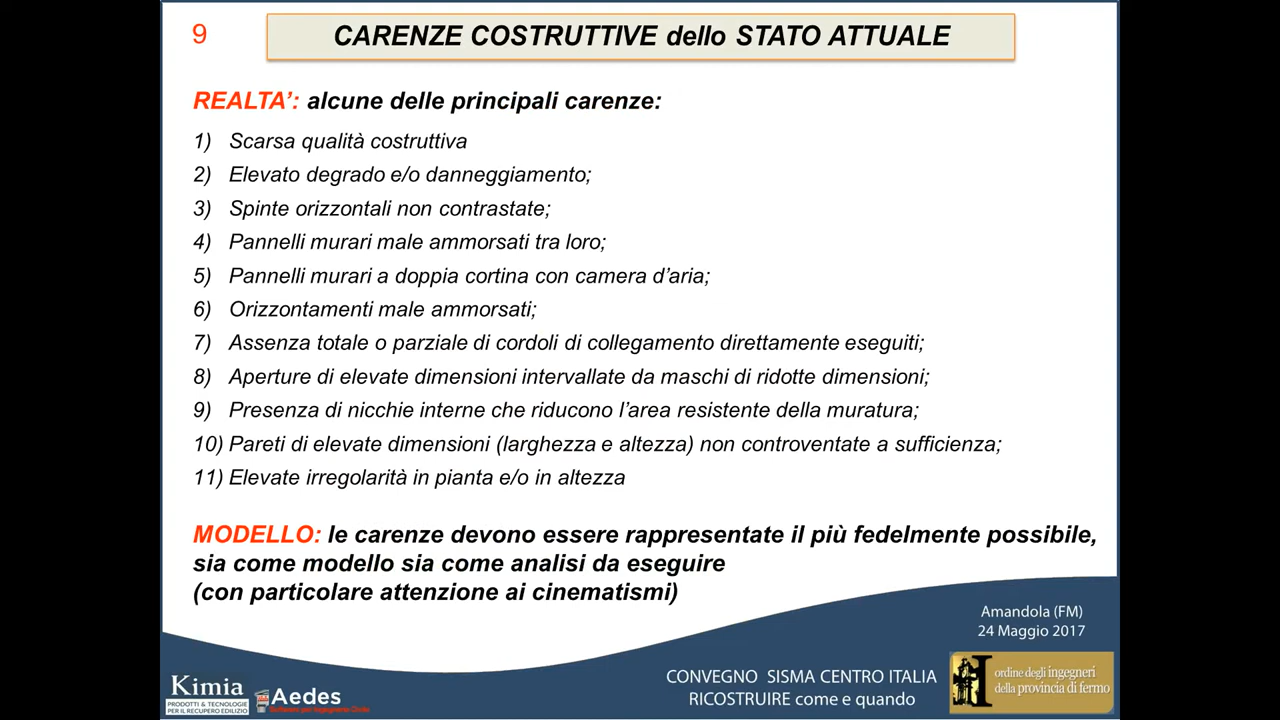 9
CARENZE COSTRUTTIVE dello STATO ATTUALE
REALTA’: alcune delle principali carenze:
1) Scarsa qualità costruttiva
2) Elevato degrado e/o danneggiamento;
3) Spinte orizzontali non contrastate;
4) Pannelli murari male ammorsati tra loro;
5) Pannelli murari a doppia cortina con camera d’aria;
6) Orizzontamenti male ammorsati;
7) Assenza totale o parziale di cordoli di collegamento direttamente eseguiti;
8) Aperture di elevate dimensioni intervallate da maschi di ridotte dimensioni;
9) Presenza di nicchie interne che riducono l’area resistente della muratura;
10) Pareti di elevate dimensioni (larghezza e altezza) non controventate a sufficienza;
11) Elevate irregolarità in pianta e/o in altezza
MODELLO: le carenze devono essere rappresentate il più fedelmente possibile,
sia come modello sia come analisi da eseguire
(con particolare attenzione ai cinematismi)
Amandola (FM)
24 Maggio 2017
CONVEGNO SISMA CENTRO ITALIA
RICOSTRUIRE come e quando
ordine degli ingegneri
della provincia di fermo
Kimia
PRODOTTI & TECNOLOGIE
PER IL RECUPERO EDILIZIO
Aedes
Software per Ingegneria Civile